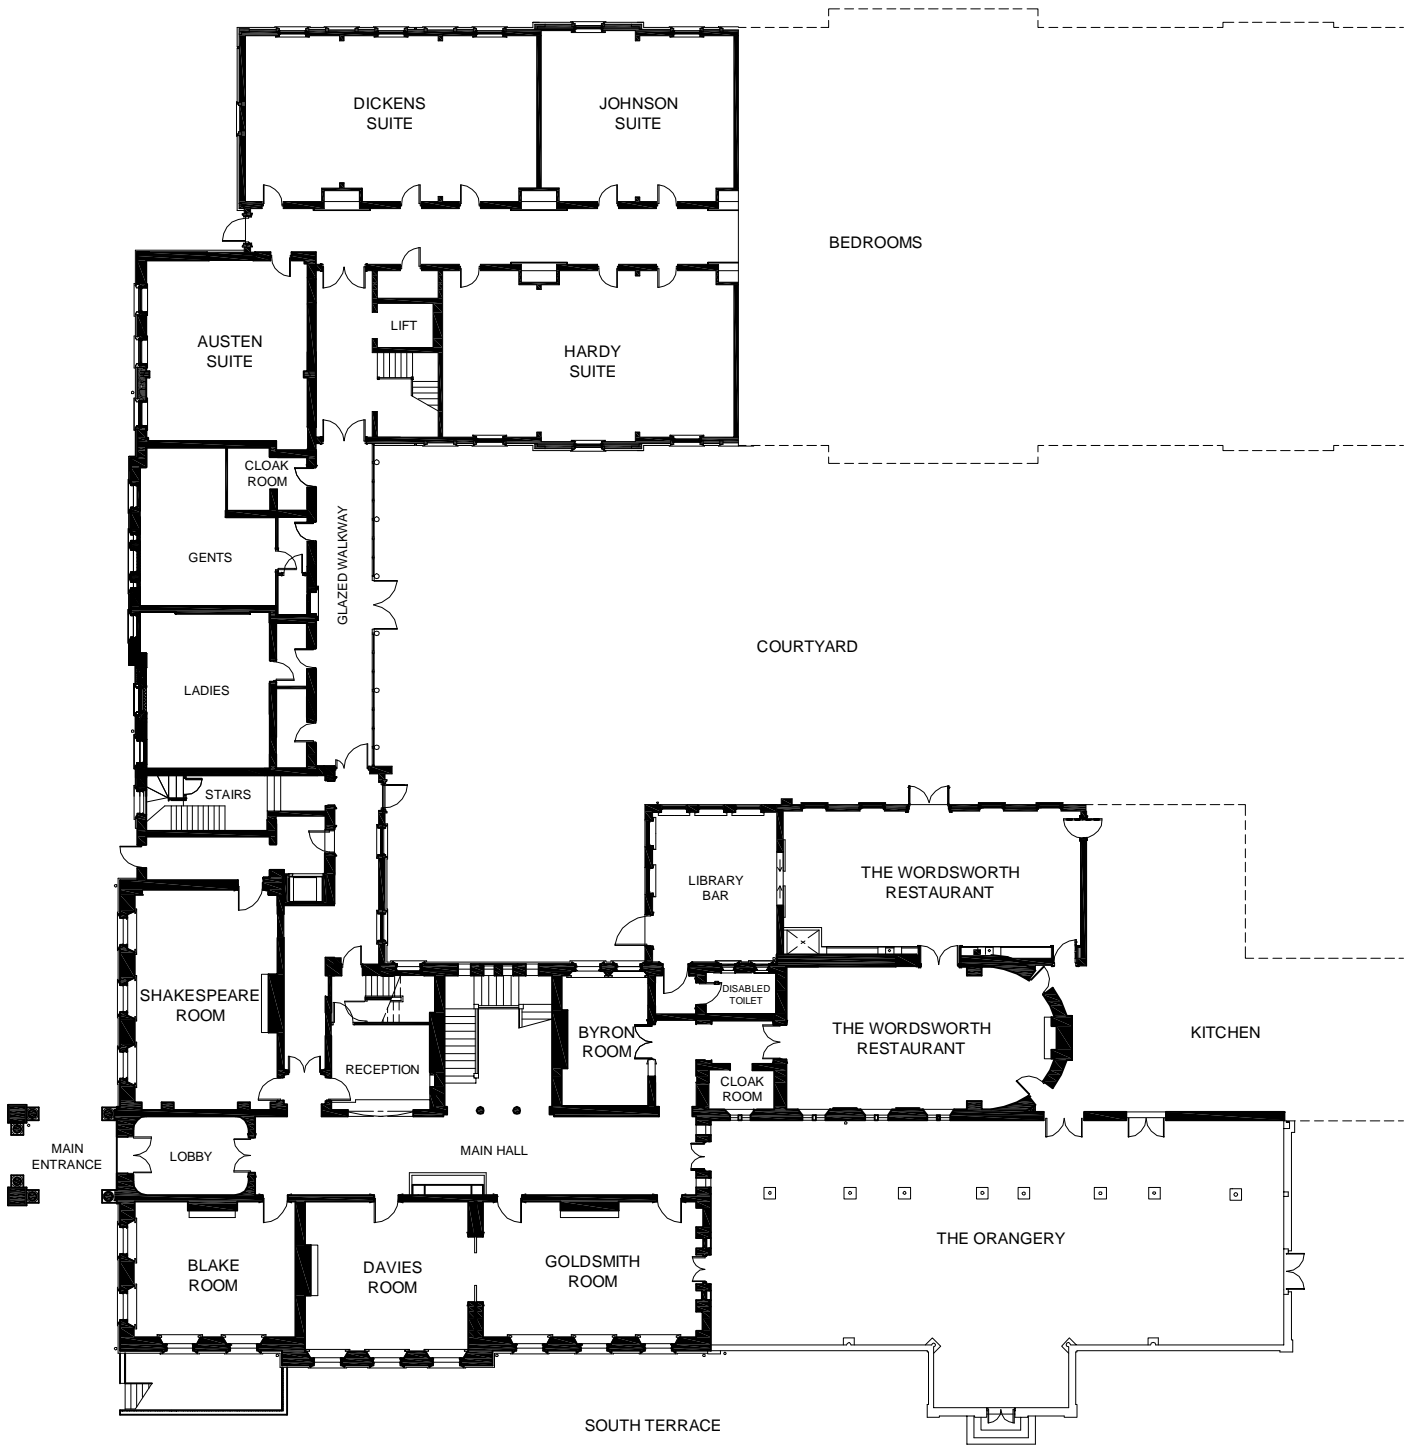 DICKENS
SUITE
JOHNSON
SUITE
BEDROOMS
AUSTEN
SUITE
LIFT
HARDY
SUITE
CLOAK
ROOM
GENTS
GLAZED WALKWAY
COURTYARD
LADIES
STAIRS
LIBRARY
BAR
THE WORDSWORTH
RESTAURANT
SHAKESPEARE
ROOM
DISABLED
TOILET
BYRON
ROOM
THE WORDSWORTH
RESTAURANT
KITCHEN
RECEPTION
CLOAK
ROOM
MAIN
ENTRANCE
LOBBY
MAIN HALL
THE ORANGERY
BLAKE
ROOM
DAVIES
ROOM
GOLDSMITH
ROOM
SOUTH TERRACE